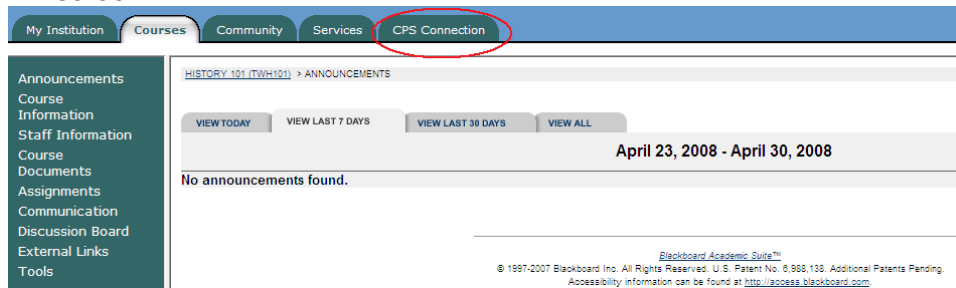 My Institution Courses Community Services CPS Connection
HISTORY 101 (TWH101) > ANNOUNCEMENTS
Announcements
Course
Information
Staff Information
Course
Documents
Assignments
Communication
Discussion Board
External Links
Tools
VIEW TODAY VIEW LAST 7 DAYS VIEW LAST 30 DAYS VIEW ALL
April 23, 2008 - April 30, 2008
No announcements found.
Blackboard Academic Suite™
© 1997-2007 Blackboard Inc. All Rights Reserved. U.S. Patent No. 6,988,138. Additional Patents Pending.
Accessibility information can be found at http://access.blackboard.com.